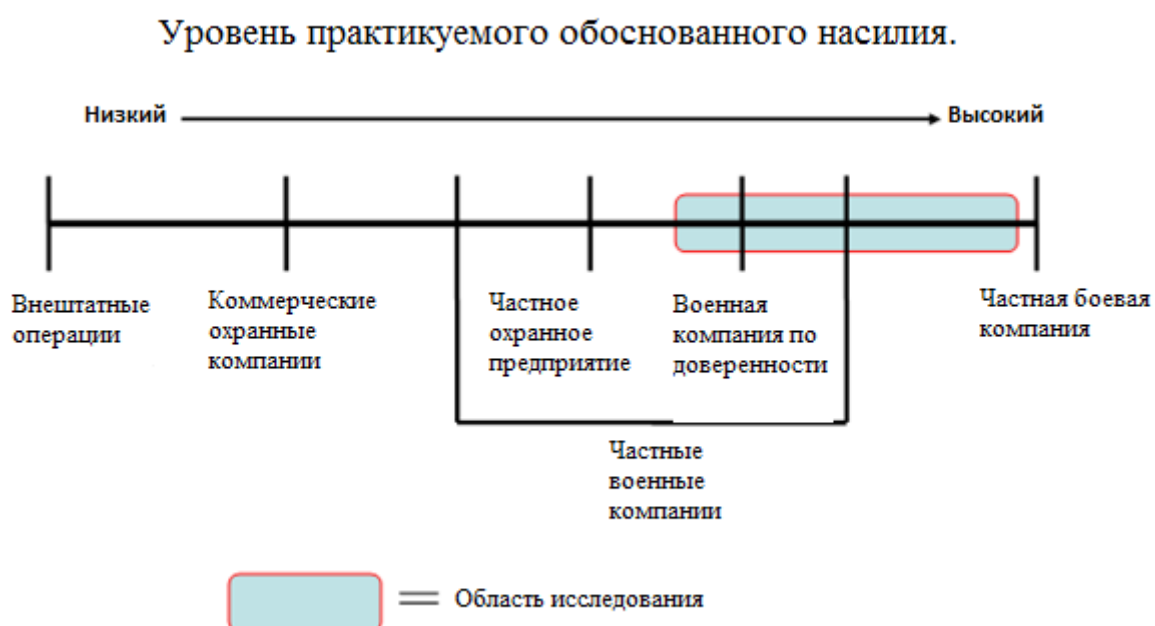 Уровень практикуемого обоснованного насилия.
Низкий
Высокий
Внештатные
операции
Коммерческие
охранные
компании
Частное
охранное
предприятие
Военная
компания по
доверенности
Частная боевая
компания
Частные
военные
компании
Область исследования